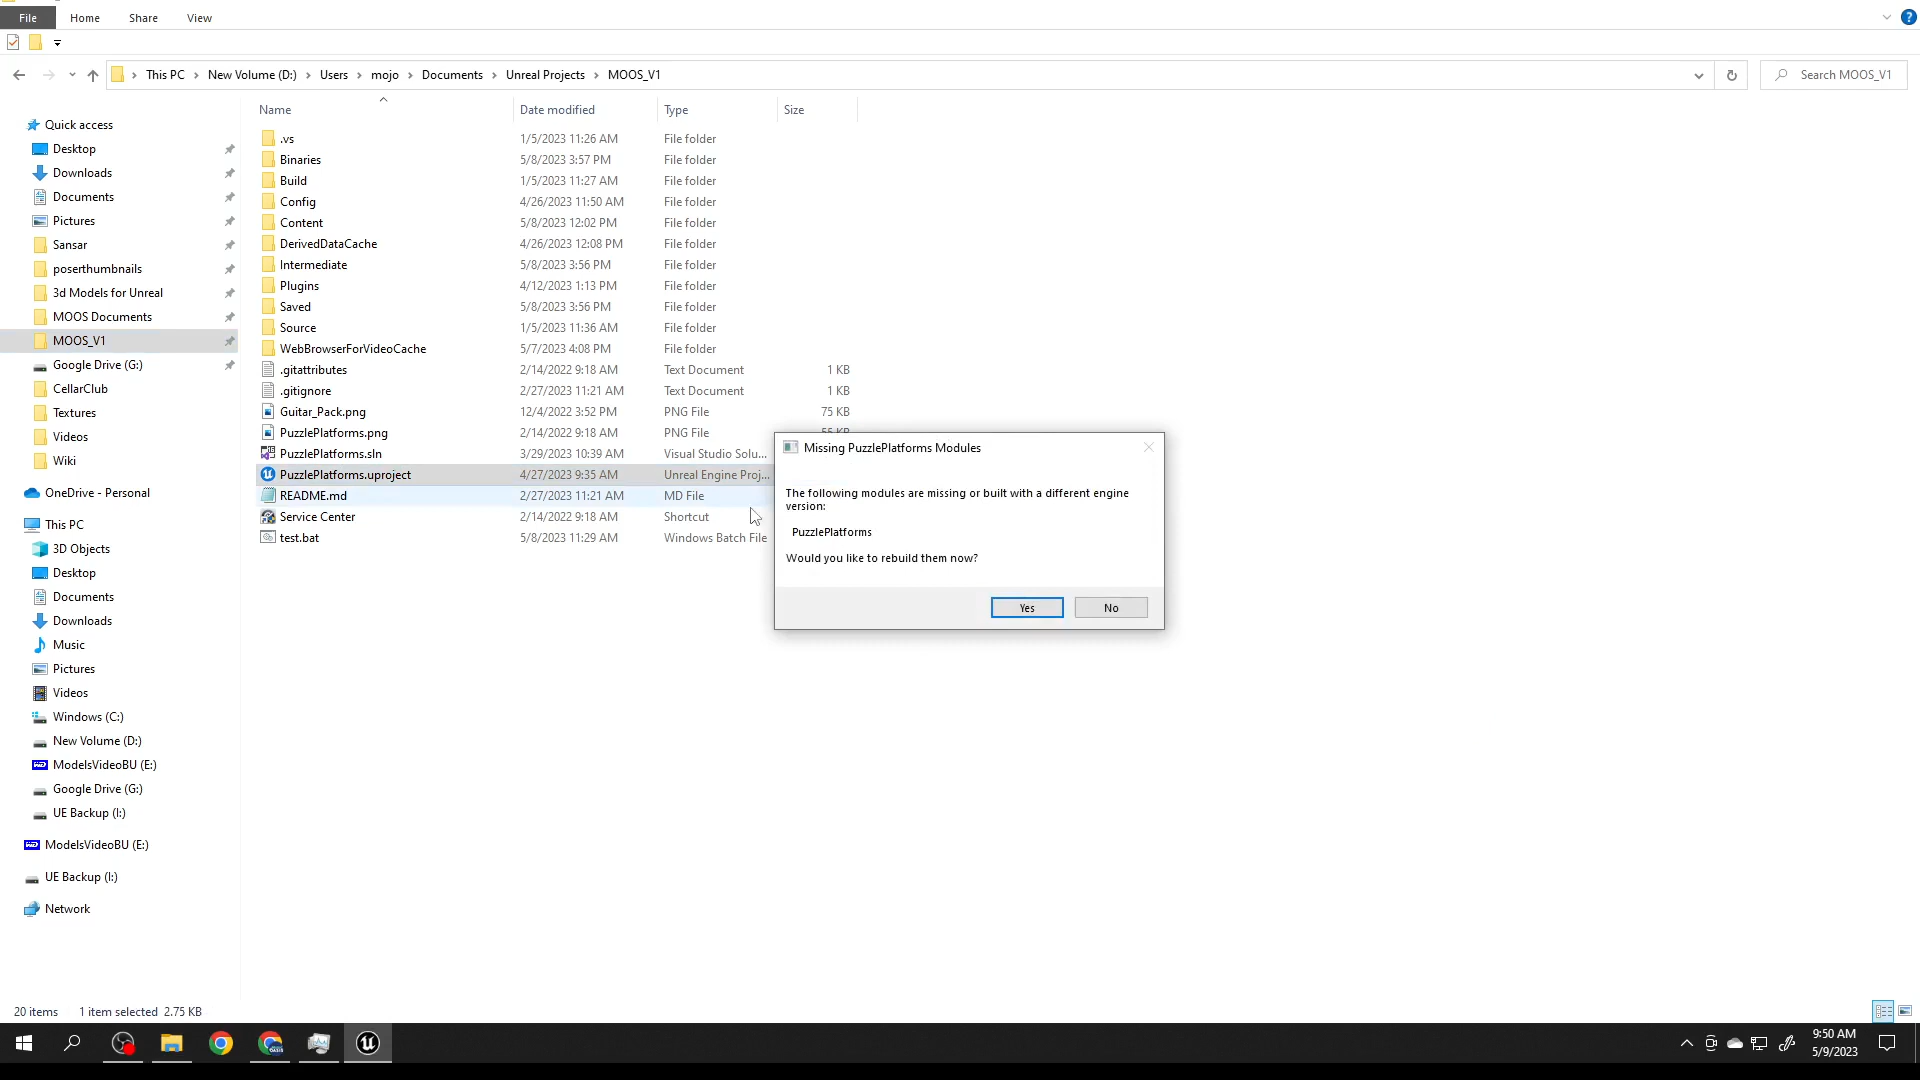 File Home Share View
This PC New Volume (D:) Users mojo Documents Unreal Projects MOOS_V1 Search MOOS_V1
Name Date modified Type Size
Quick access
Desktop
Downloads
Documents
Pictures
Sansar
poserthumbnails
3d Models for Unreal
MOOS Documents
MOOS_V1
Google Drive (G:)
CellarClub
Textures
Videos
Wiki
OneDrive - Personal
This PC
3D Objects
Desktop
Documents
Downloads
Music
Pictures
Videos
Windows (C:)
New Volume (D:)
ModelsVideoBU (E:)
Google Drive (G:)
UE Backup (I:)
ModelsVideoBU (E:)
UE Backup (I:)
Network
.vs 1/5/2023 11:26 AM File folder
Binaries 5/8/2023 3:57 PM File folder
Build 1/5/2023 11:27 AM File folder
Config 4/26/2023 11:50 AM File folder
Content 5/8/2023 12:02 PM File folder
DerivedDataCache 4/26/2023 12:08 PM File folder
Intermediate 5/8/2023 3:56 PM File folder
Plugins 4/12/2023 1:13 PM File folder
Saved 5/8/2023 3:56 PM File folder
Source 1/5/2023 11:36 AM File folder
WebBrowserForVideoCache 5/7/2023 4:08 PM File folder
.gitattributes 2/14/2022 9:18 AM Text Document 1 KB
.gitignore 2/27/2023 11:21 AM Text Document 1 KB
Guitar_Pack.png 12/4/2022 3:52 PM PNG File 75 KB
PuzzlePlatforms.png 2/14/2022 9:18 AM PNG File 55 KB
PuzzlePlatforms.sln 3/29/2023 10:39 AM Visual Studio Solu...
PuzzlePlatforms.uproject 4/27/2023 9:35 AM Unreal Engine Proj...
README.md 2/27/2023 11:21 AM MD File
Service Center 2/14/2022 9:18 AM Shortcut
test.bat 5/8/2023 11:29 AM Windows Batch File
Missing PuzzlePlatforms Modules
The following modules are missing or built with a different engine
version:
PuzzlePlatforms
Would you like to rebuild them now?
Yes No
20 items 1 item selected 2.75 KB
9:50 AM
5/9/2023